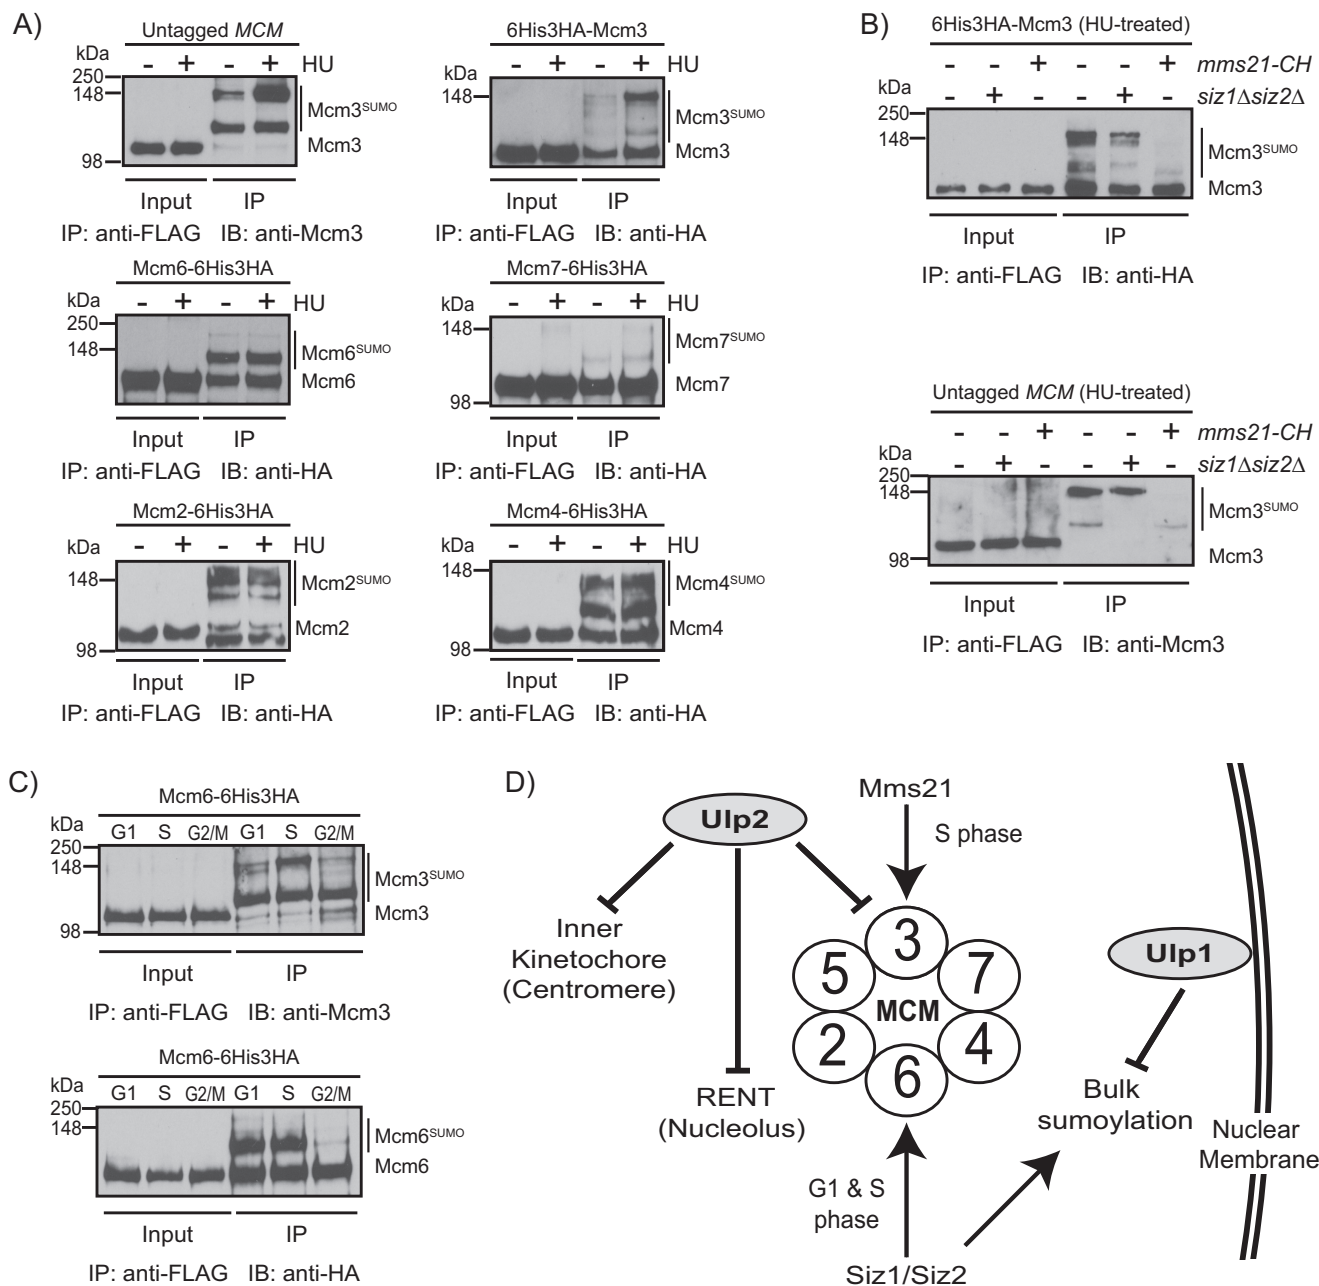 A)
Untagged MCM
kDa
- + - + HU
250
148
98
Mcm3SUMO
Mcm3
Input IP
IP: anti-FLAG IB: anti-Mcm3
6His3HA-Mcm3
kDa
- + - + HU
148
Mcm3SUMO
Mcm3
Input IP
IP: anti-FLAG IB: anti-HA
Mcm6-6His3HA
kDa
- + - + HU
250
148
Mcm6SUMO
Mcm6
Input IP
IP: anti-FLAG IB: anti-HA
Mcm7-6His3HA
kDa
- + - + HU
148
98
Mcm7SUMO
Mcm7
Input IP
IP: anti-FLAG IB: anti-HA
Mcm2-6His3HA
kDa
- + - + HU
148
98
Mcm2SUMO
Mcm2
Input IP
IP: anti-FLAG IB: anti-HA
Mcm4-6His3HA
kDa
- + - + HU
148
98
Mcm4SUMO
Mcm4
Input IP
IP: anti-FLAG IB: anti-HA
B)
6His3HA-Mcm3 (HU-treated)
- - + - - + mms21-CH
- + - - + - siz1Δsiz2Δ
kDa
250
148
Mcm3SUMO
Mcm3
Input IP
IP: anti-FLAG IB: anti-HA
Untagged MCM (HU-treated)
- - + - - + mms21-CH
- + - - + - siz1Δsiz2Δ
kDa
250
148
98
Mcm3SUMO
Mcm3
Input IP
IP: anti-FLAG IB: anti-Mcm3
C)
Mcm6-6His3HA
kDa
G1 S G2/M G1 S G2/M
250
148
98
Mcm3SUMO
Mcm3
Input IP
IP: anti-FLAG IB: anti-Mcm3
Mcm6-6His3HA
kDa
G1 S G2/M G1 S G2/M
250
148
Mcm6SUMO
Mcm6
Input IP
IP: anti-FLAG IB: anti-HA
D)
Ulp2
Mms21
S phase
Inner
Kinetochore
(Centromere)
RENT
(Nucleolus)
3
5 7
MCM
2 4
6
G1 & S
phase
Siz1/Siz2
Ulp1
Bulk
sumoylation
Nuclear
Membrane